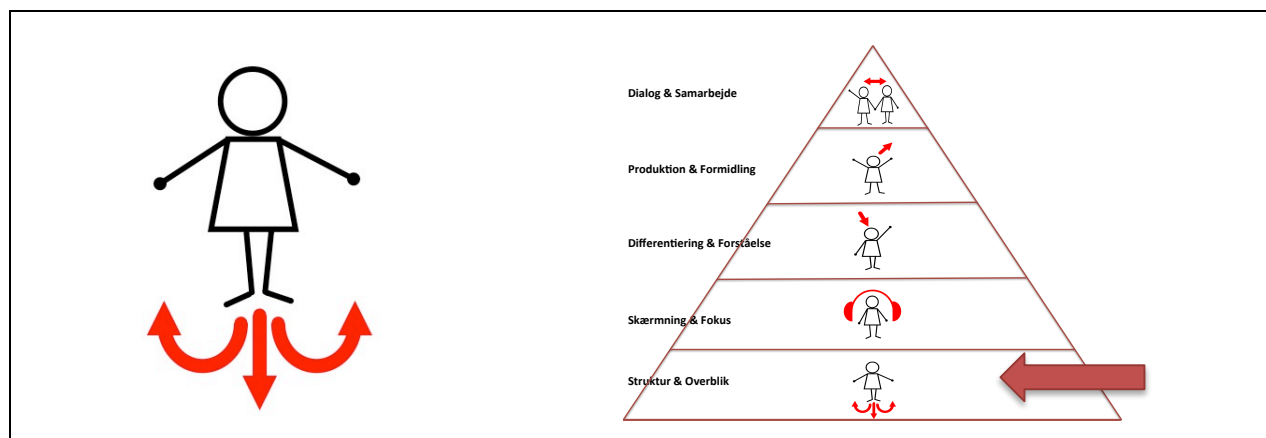 Dialog & Samarbejde
Produktion & Formidling
Differentiering & Forståelse
Skærmning & Fokus
Struktur & Overblik